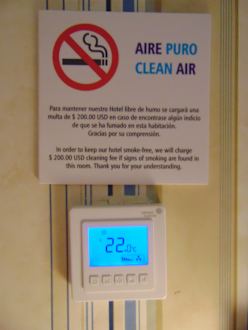 AIRE PURO
CLEAN AIR
Para mantener nuestro Hotel libre de humo se cargará una
multa de $ 200.00 USD en caso de encontrase algún indicio
de que se ha fumado en esta habitación.
Gracias por su comprensión.
In order to keep our hotel smoke-free, we will charge
$ 200.00 USD cleaning fee if signs of smoking are found in
this room. Thank you for your understanding.
22.0°C